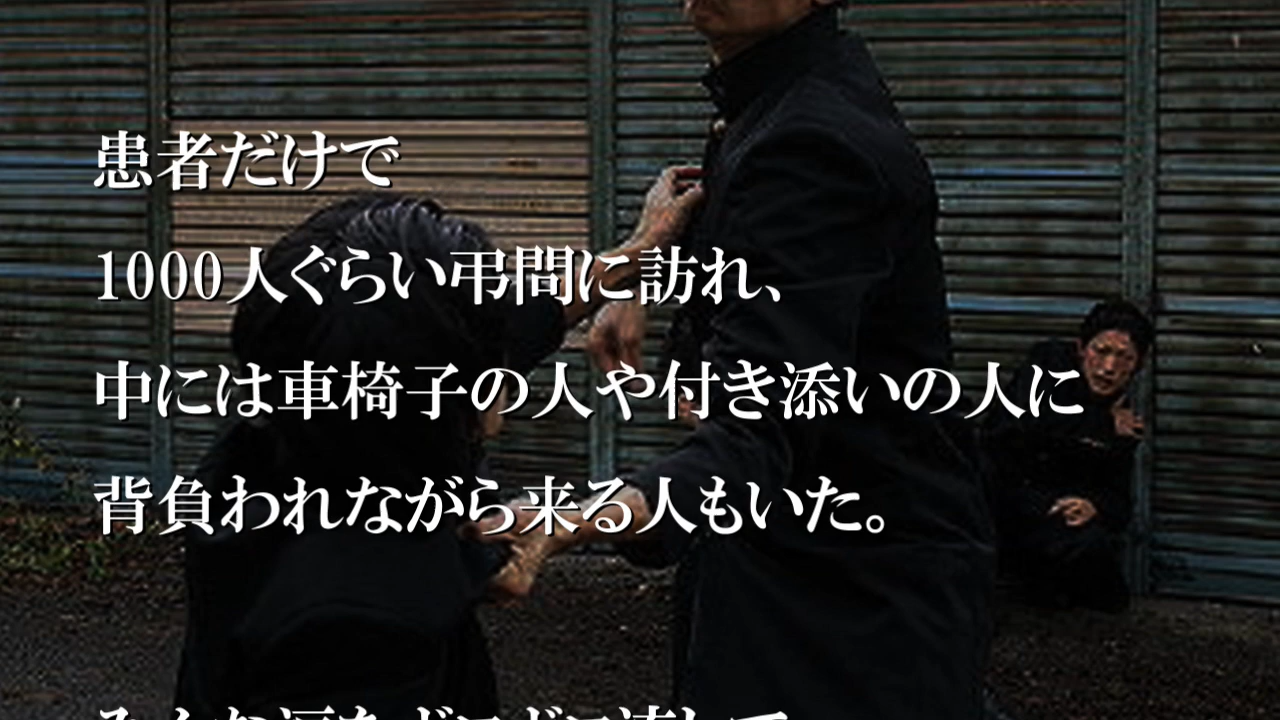 患者だけで
1000人ぐらい弔問に訪れ、
中には車椅子の人や付き添いの人に
背負われながら来る人もいた。